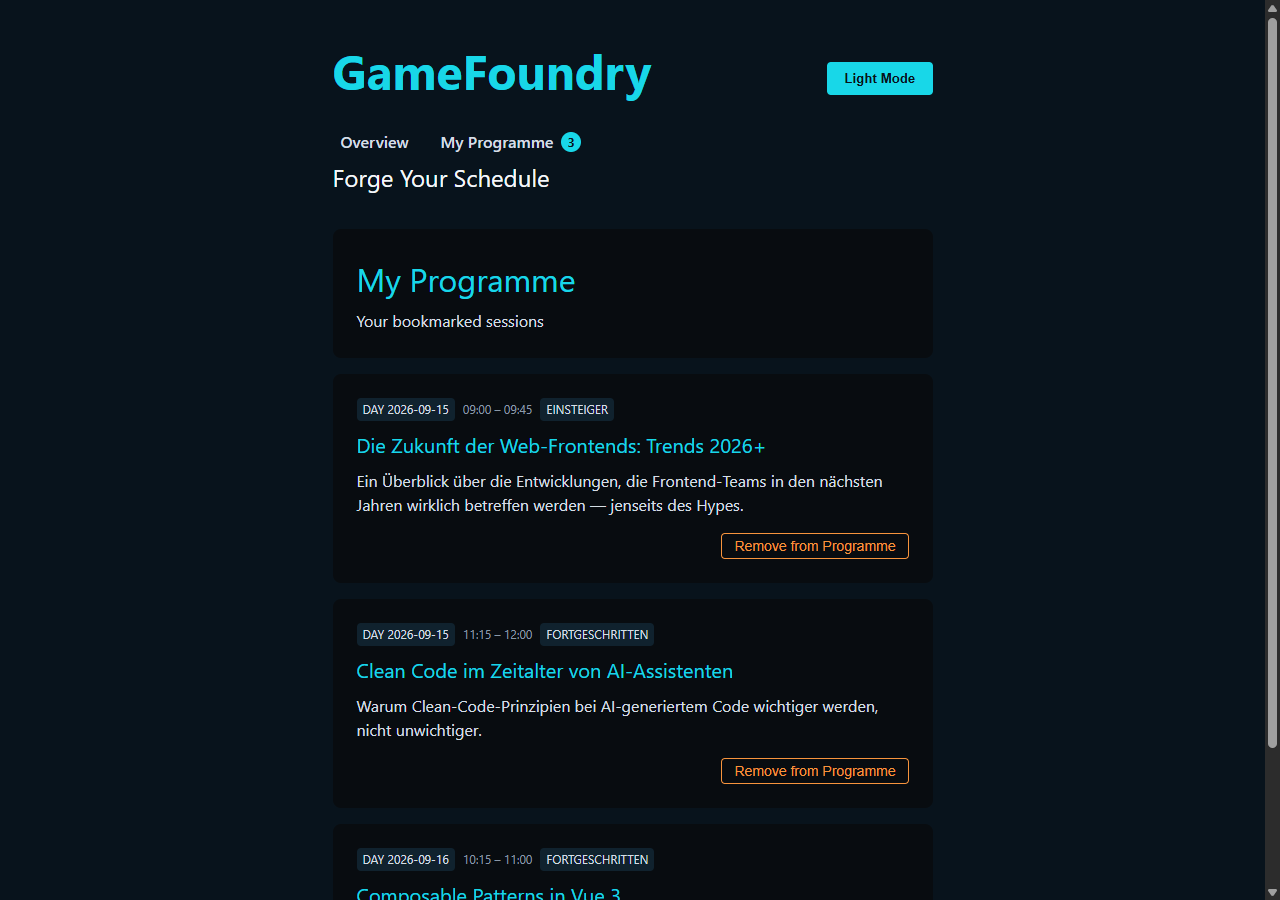 GameFoundry
Light Mode
Overview
My Programme 3
Forge Your Schedule
My Programme
Your bookmarked sessions
DAY 2026-09-15 09:00 – 09:45 EINSTEIGER
Die Zukunft der Web-Frontends: Trends 2026+
Ein Überblick über die Entwicklungen, die Frontend-Teams in den nächsten
Jahren wirklich betreffen werden — jenseits des Hypes.
Remove from Programme
DAY 2026-09-15 11:15 – 12:00 FORTGESCHRITTEN
Clean Code im Zeitalter von AI-Assistenten
Warum Clean-Code-Prinzipien bei AI-generiertem Code wichtiger werden,
nicht unwichtiger.
Remove from Programme
DAY 2026-09-16 10:15 – 11:00 FORTGESCHRITTEN
Composable Patterns in Vue 3